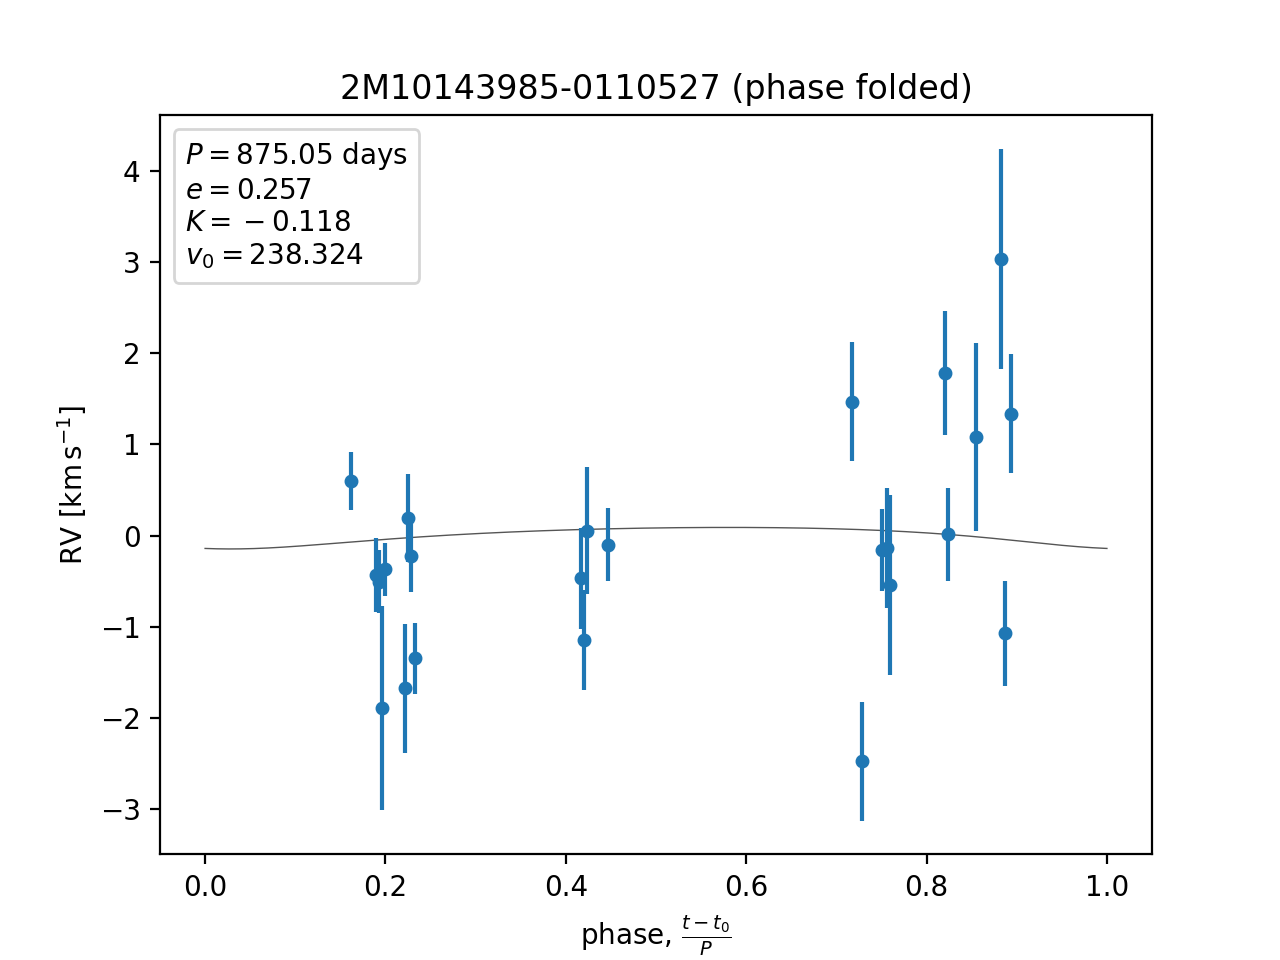 2M10143985-0110527 (phase folded)
P = 875.05 days
e = 0.257
K = −0.118
v₀ = 238.324
4
3
2
1
0
−1
−2
−3
RV [km s⁻¹]
0.0 0.2 0.4 0.6 0.8 1.0
phase, (t − t₀)/P